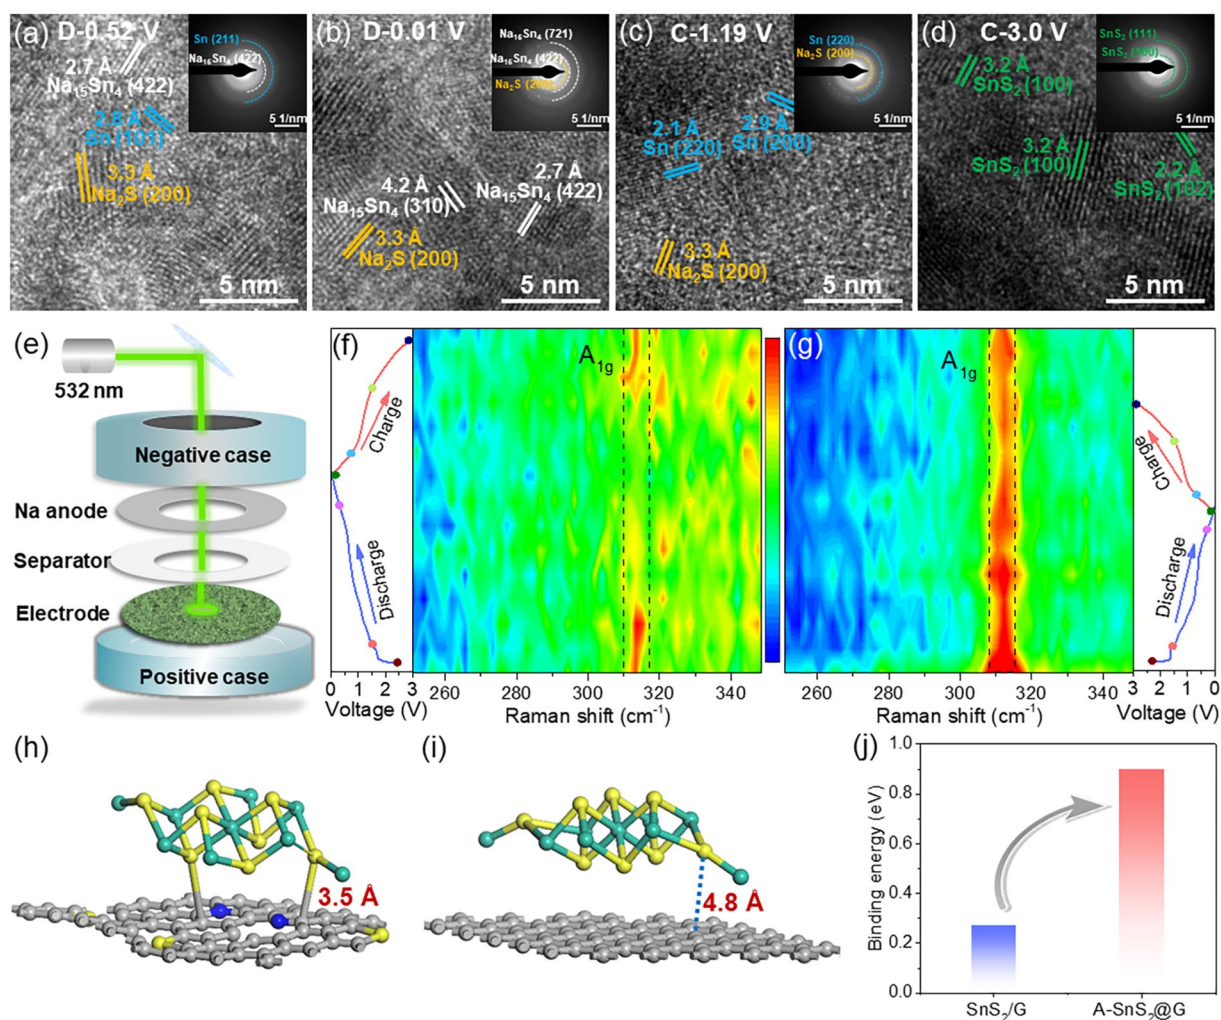 (a) D-0.52 V
Sn (211)
Na₁₅Sn₄ (422)
5 1/nm
2.7 Å
Na₁₅Sn₄ (422)
2.8 Å
Sn (101)
3.3 Å
Na₂S (200)
5 nm
(b) D-0.01 V
Na₁₅Sn₄ (721)
Na₁₅Sn₄ (422)
Na₂S (200)
5 1/nm
4.2 Å
Na₁₅Sn₄ (310)
2.7 Å
Na₁₅Sn₄ (422)
3.3 Å
Na₂S (200)
5 nm
(c) C-1.19 V
Sn (220)
Na₂S (200)
5 1/nm
2.1 Å
Sn (220)
2.9 Å
Sn (200)
3.3 Å
Na₂S (200)
5 nm
(d) C-3.0 V
SnS₂ (111)
SnS₂ (100)
5 1/nm
3.2 Å
SnS₂ (100)
3.2 Å
SnS₂ (100)
2.2 Å
SnS₂ (102)
5 nm
(e)
532 nm
Negative case
Na anode
Separator
Electrode
Positive case
(f)
Charge
Discharge
0 1 2 3
Voltage (V)
A₁g
260 280 300 320 340
Raman shift (cm⁻¹)
(g)
A₁g
260 280 300 320 340
Raman shift (cm⁻¹)
Charge
Discharge
3 2 1 0
Voltage (V)
(h)
3.5 Å
(i)
4.8 Å
(j)
1.0
0.8
0.6
0.4
0.2
0.0
Binding energy (eV)
SnS₂/G
A-SnS₂@G